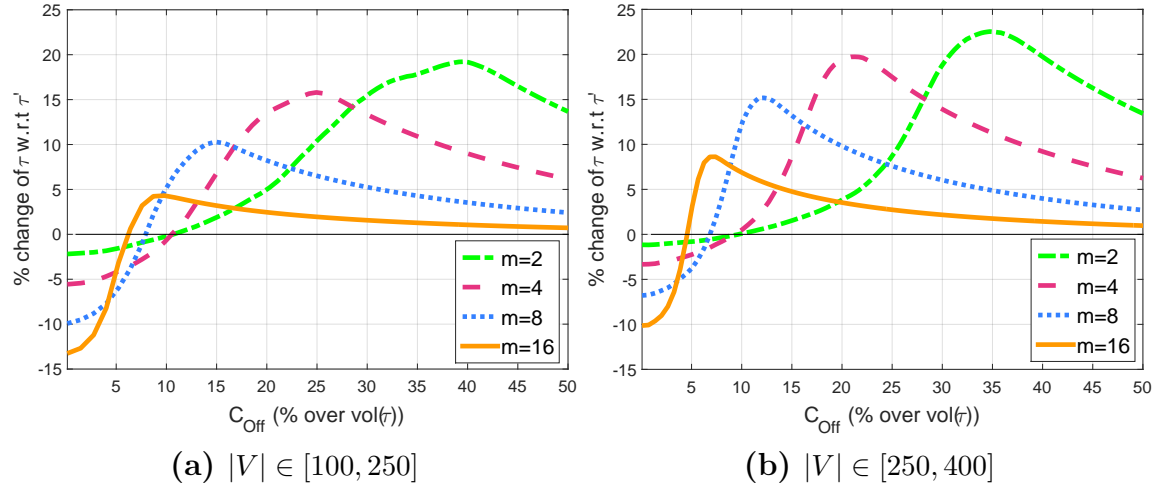 % change of τ w.r.t τ'
25
20
15
10
5
0
-5
-10
-15
5 10 15 20 25 30 35 40 45 50
C_Off (% over vol(τ))
m=2
m=4
m=8
m=16
(a) |V| ∈ [100, 250]
% change of τ w.r.t τ'
25
20
15
10
5
0
-5
-10
-15
5 10 15 20 25 30 35 40 45 50
C_Off (% over vol(τ))
m=2
m=4
m=8
m=16
(b) |V| ∈ [250, 400]